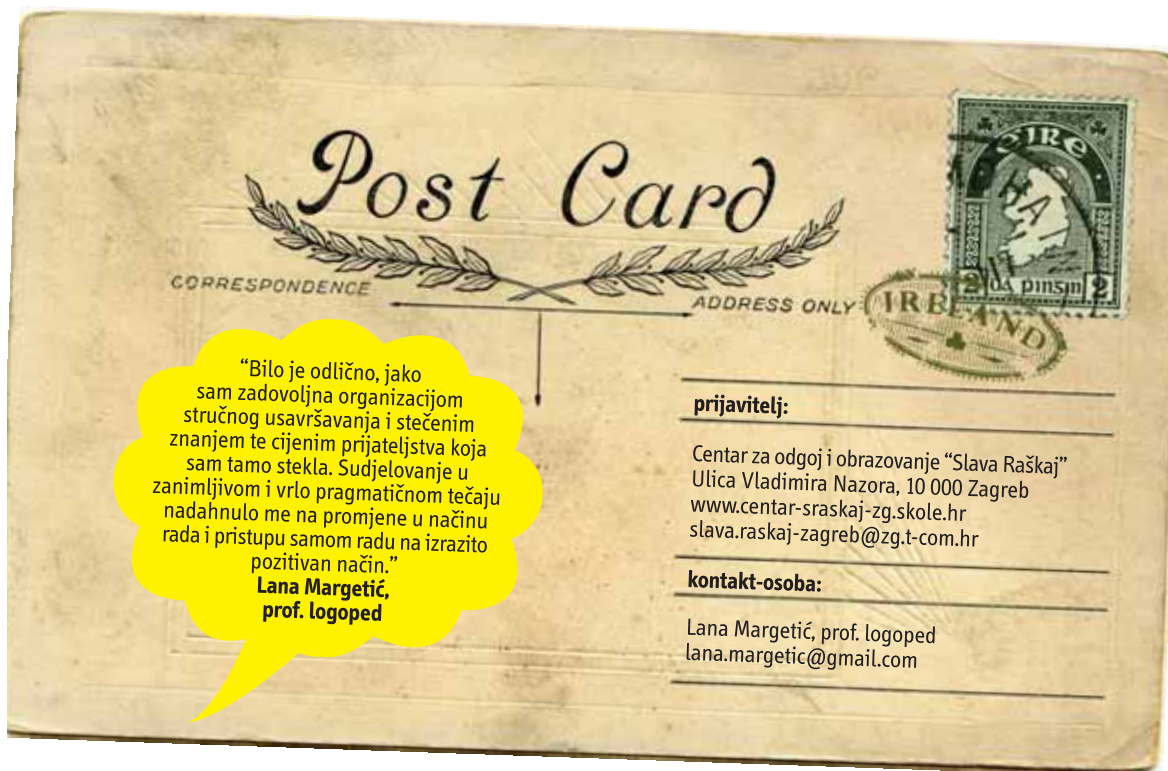 Post Card
CORRESPONDENCE
ADDRESS ONLY
EIRE
2 DA PINSIN 2
IRELAND
“Bilo je odlično, jako
sam zadovoljna organizacijom
stručnog usavršavanja i stečenim
znanjem te cijenim prijateljstva koja
sam tamo stekla. Sudjelovanje u
zanimljivom i vrlo pragmatičnom tečaju
nadahnulo me na promjene u načinu
rada i pristupu samom radu na izrazito
pozitivan način.”
Lana Margetić,
prof. logoped
prijavitelj:
Centar za odgoj i obrazovanje “Slava Raškaj”
Ulica Vladimira Nazora, 10 000 Zagreb
www.centar-sraskaj-zg.skole.hr
slava.raskaj-zagreb@zg.t-com.hr
kontakt-osoba:
Lana Margetić, prof. logoped
lana.margetic@gmail.com